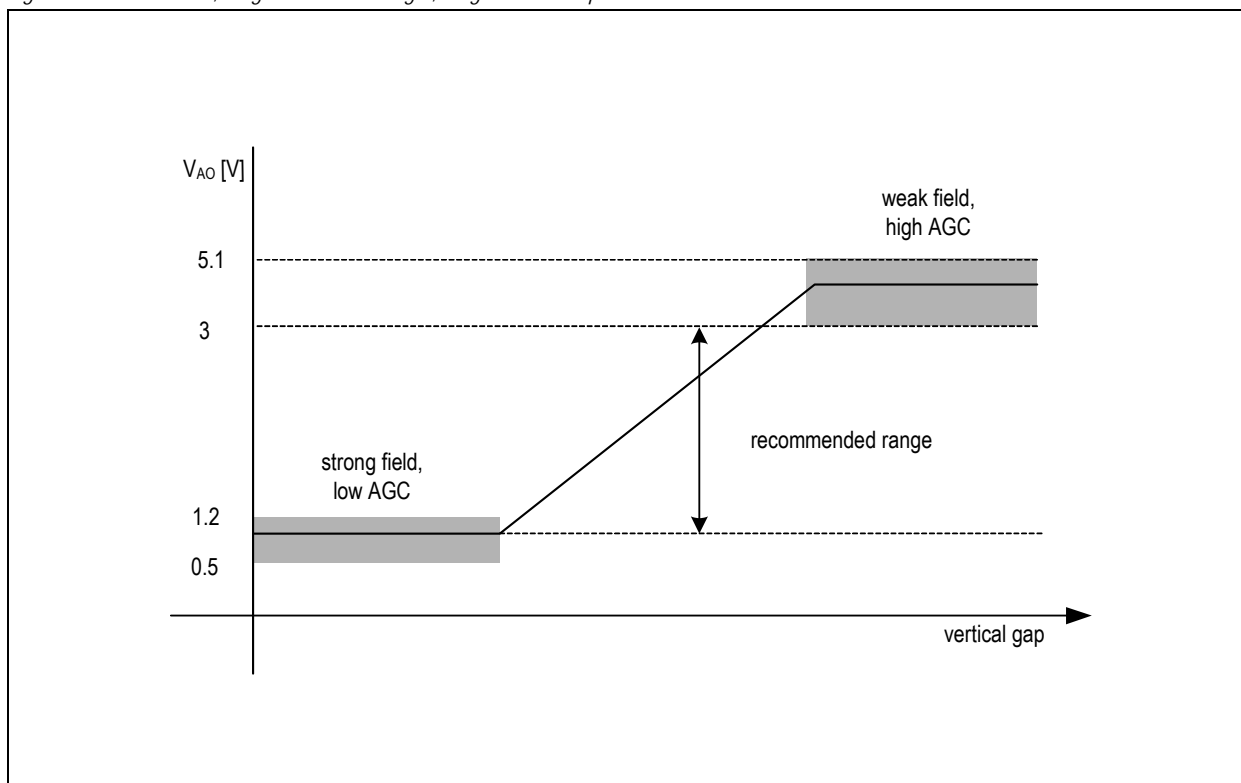 V_AO [V]
weak field,
high AGC
5.1
3
recommended range
strong field,
low AGC
1.2
0.5
vertical gap